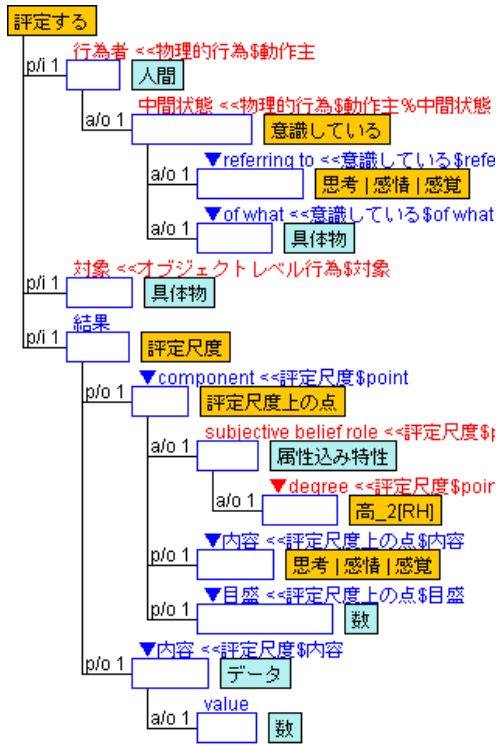 評定する
行為者 <<物理的行為$動作主
p/i 1
人間
中間状態 <<物理的行為$動作主%中間状態
a/o 1
意識している
▼referring to <<意識している$refe
a/o 1
思考 | 感情 | 感覚
▼of what <<意識している$of what
a/o 1
具体物
対象 <<オブジェクトレベル行為$対象
p/i 1
具体物
結果
p/i 1
評定尺度
▼component <<評定尺度$point
p/o 1
評定尺度上の点
subjective belief role <<評定尺度$p
a/o 1
属性込み特性
▼degree <<評定尺度$poin
a/o 1
高_2[RH]
▼内容 <<評定尺度上の点$内容
p/o 1
思考 | 感情 | 感覚
▼目盛 <<評定尺度上の点$目盛
p/o 1
数
▼内容 <<評定尺度$内容
p/o 1
データ
value
a/o 1
数